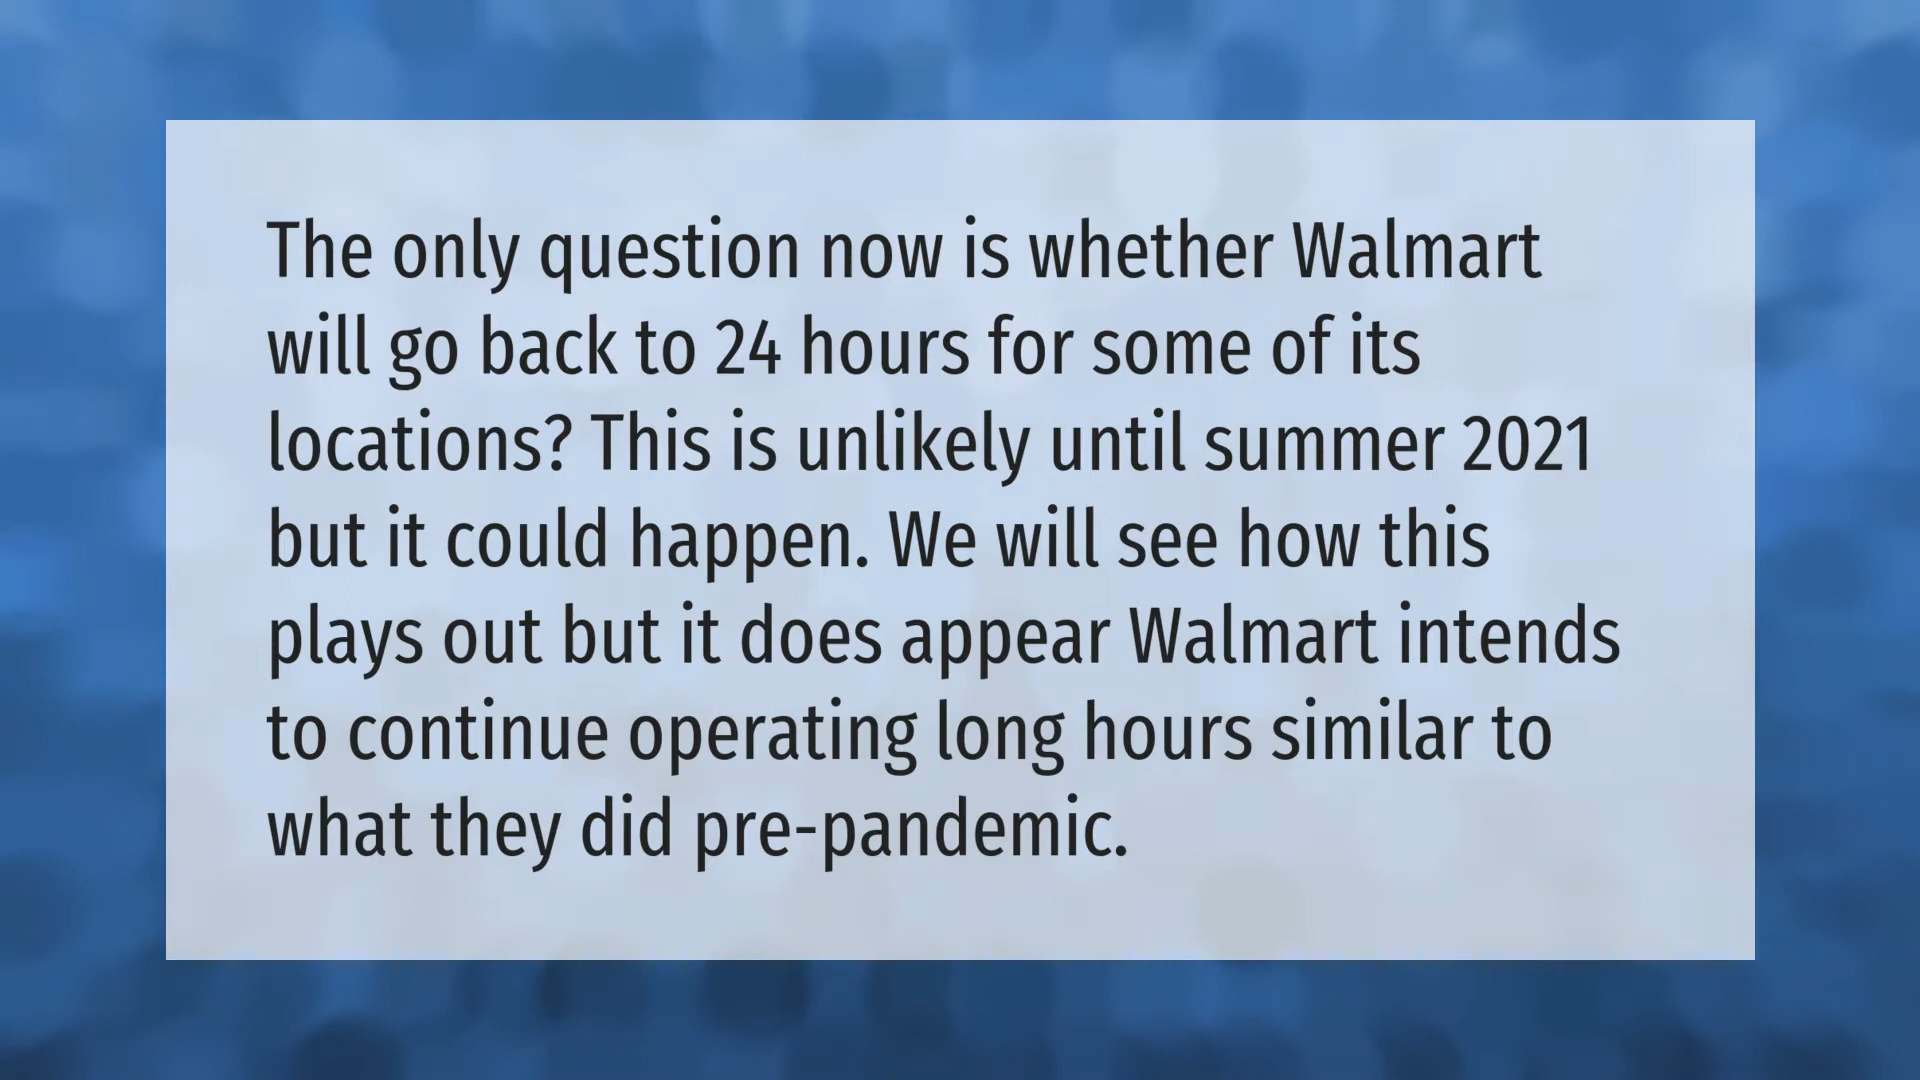 The only question now is whether Walmart
will go back to 24 hours for some of its
locations? This is unlikely until summer 2021
but it could happen. We will see how this
plays out but it does appear Walmart intends
to continue operating long hours similar to
what they did pre-pandemic.